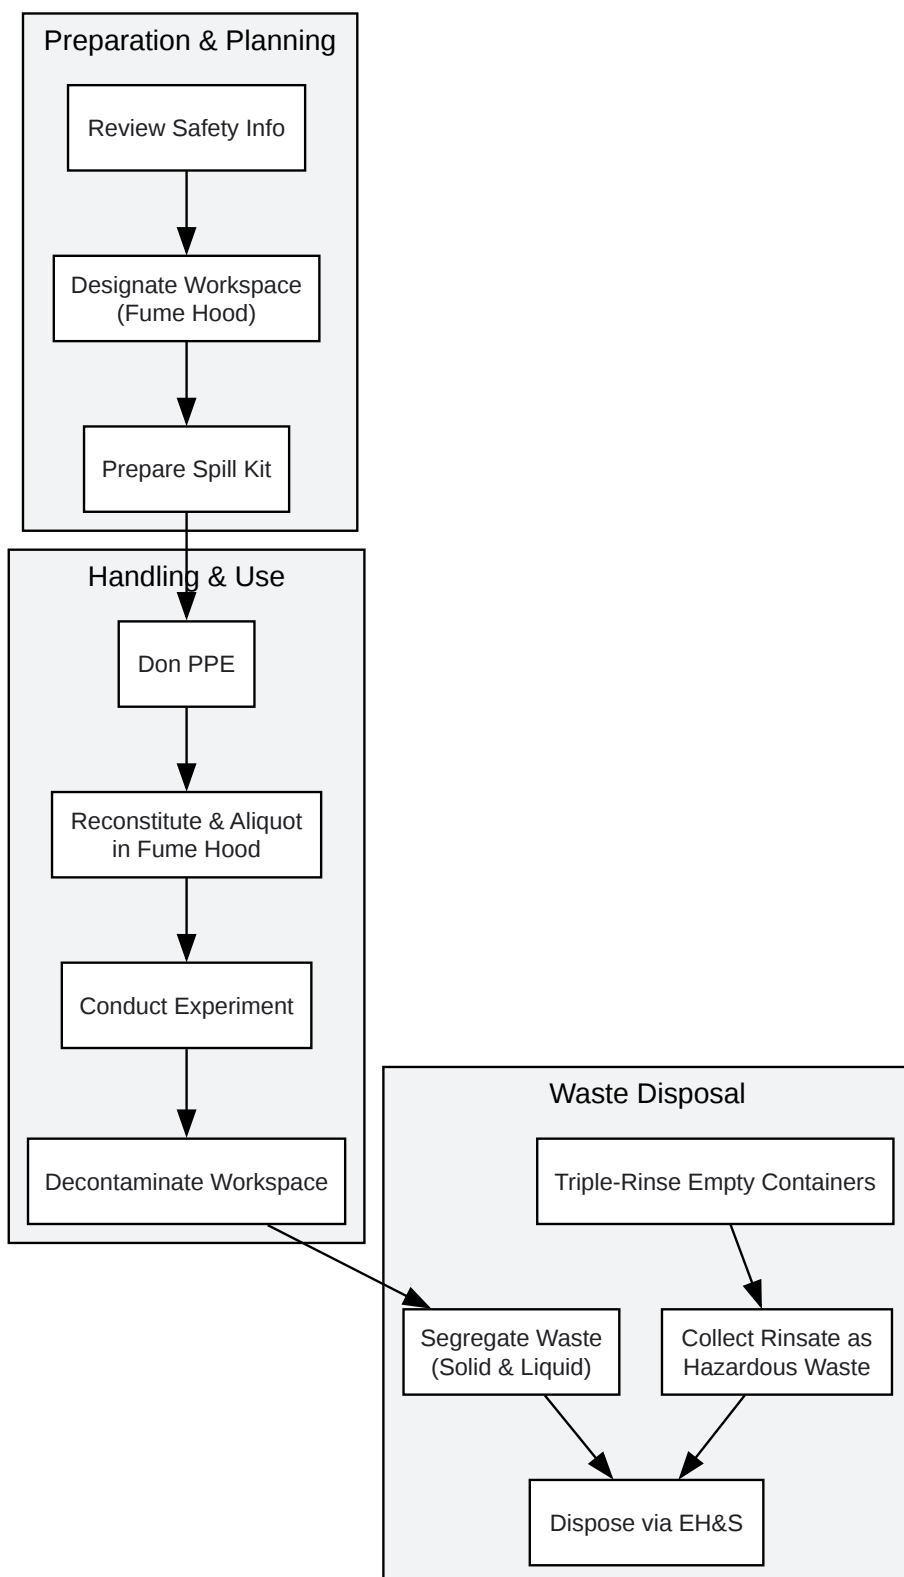 Preparation & Planning
Review Safety Info
Designate Workspace
(Fume Hood)
Prepare Spill Kit
Handling & Use
Don PPE
Reconstitute & Aliquot
in Fume Hood
Conduct Experiment
Decontaminate Workspace
Waste Disposal
Triple-Rinse Empty Containers
Segregate Waste
(Solid & Liquid)
Collect Rinsate as
Hazardous Waste
Dispose via EH&S